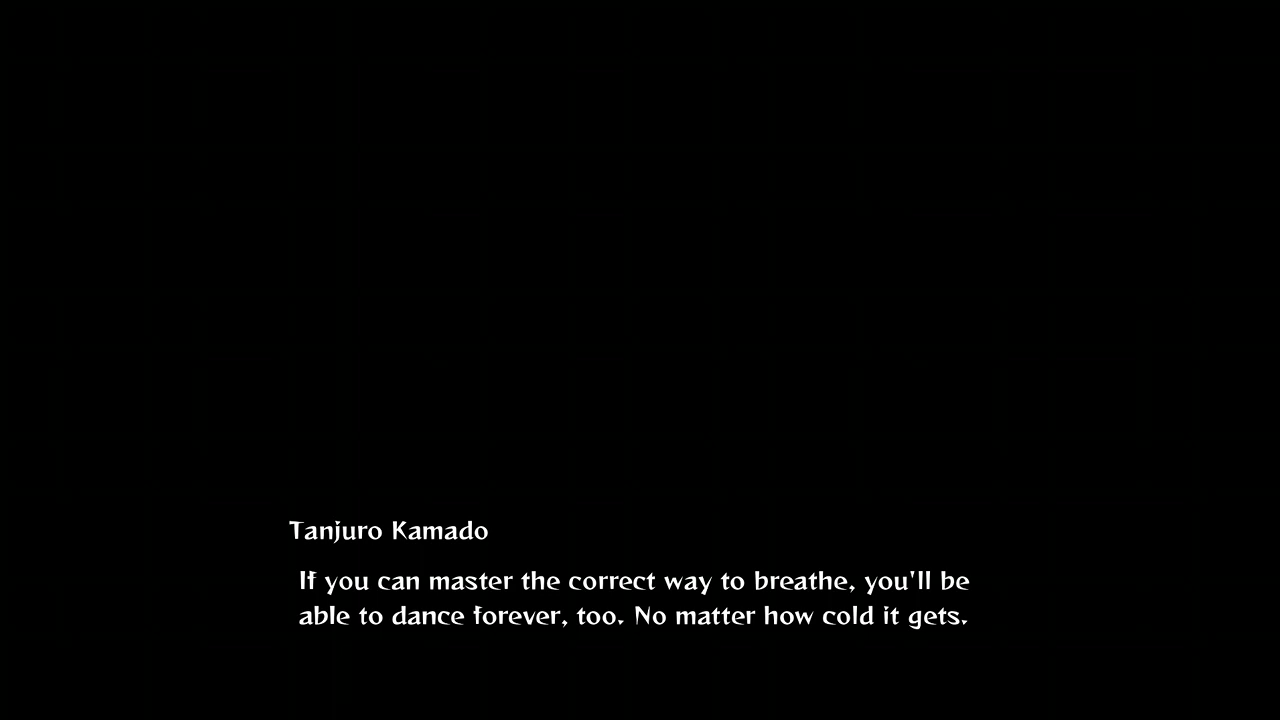 Tanjuro Kamado
If you can master the correct way to breathe, you'll be
able to dance forever, too. No matter how cold it gets.